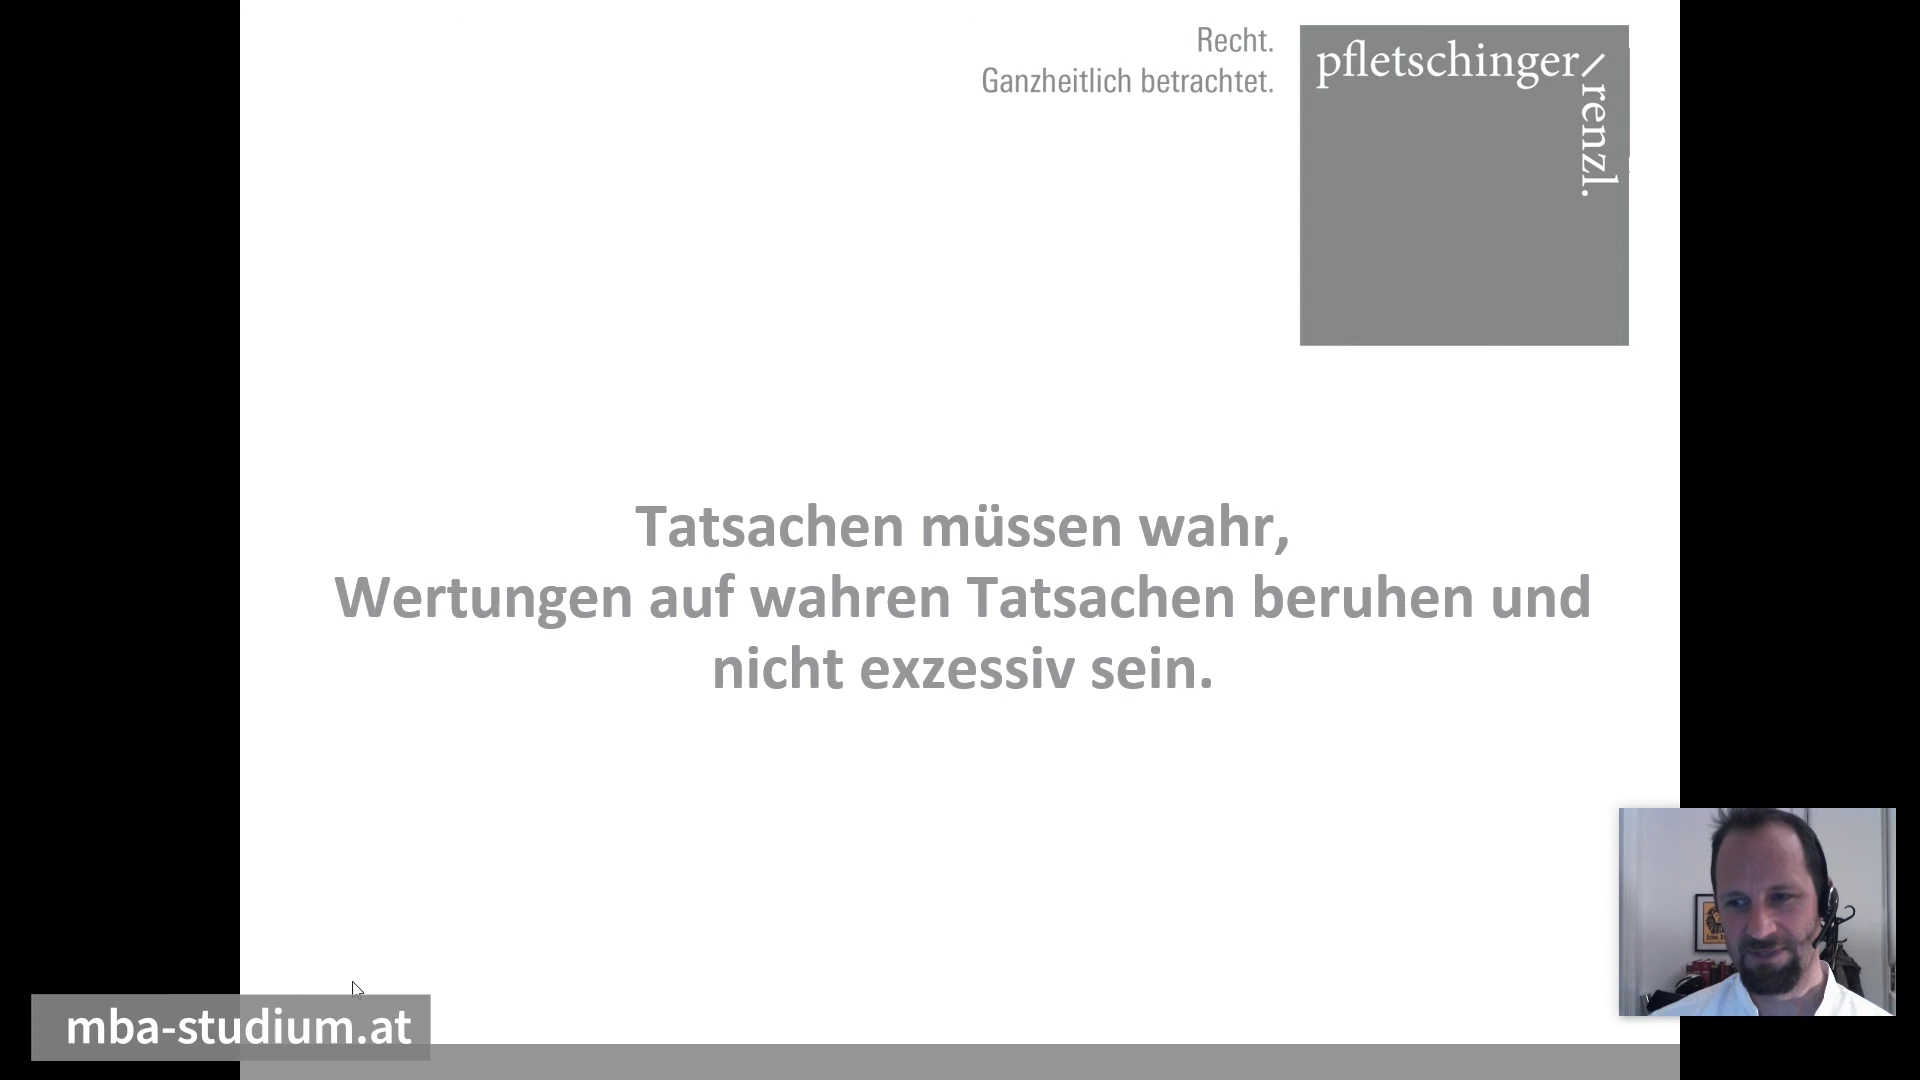 Recht.
Ganzheitlich betrachtet.
pfletschinger/
renzl.
Tatsachen müssen wahr,
Wertungen auf wahren Tatsachen beruhen und
nicht exzessiv sein.
mba-studium.at